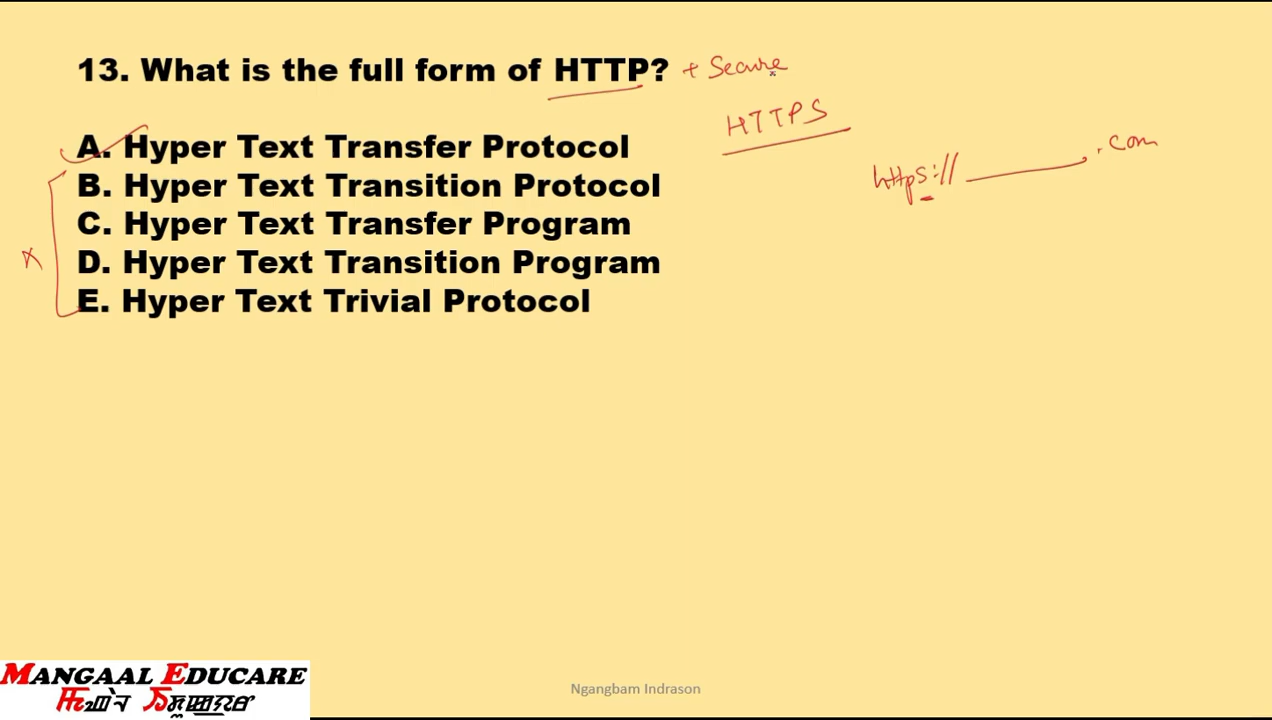 13. What is the full form of HTTP? + Secure
HTTPS
A. Hyper Text Transfer Protocol
https:// .com
B. Hyper Text Transition Protocol
C. Hyper Text Transfer Program
D. Hyper Text Transition Program
E. Hyper Text Trivial Protocol
MANGAAL EDUCARE
Ngangbam Indrason